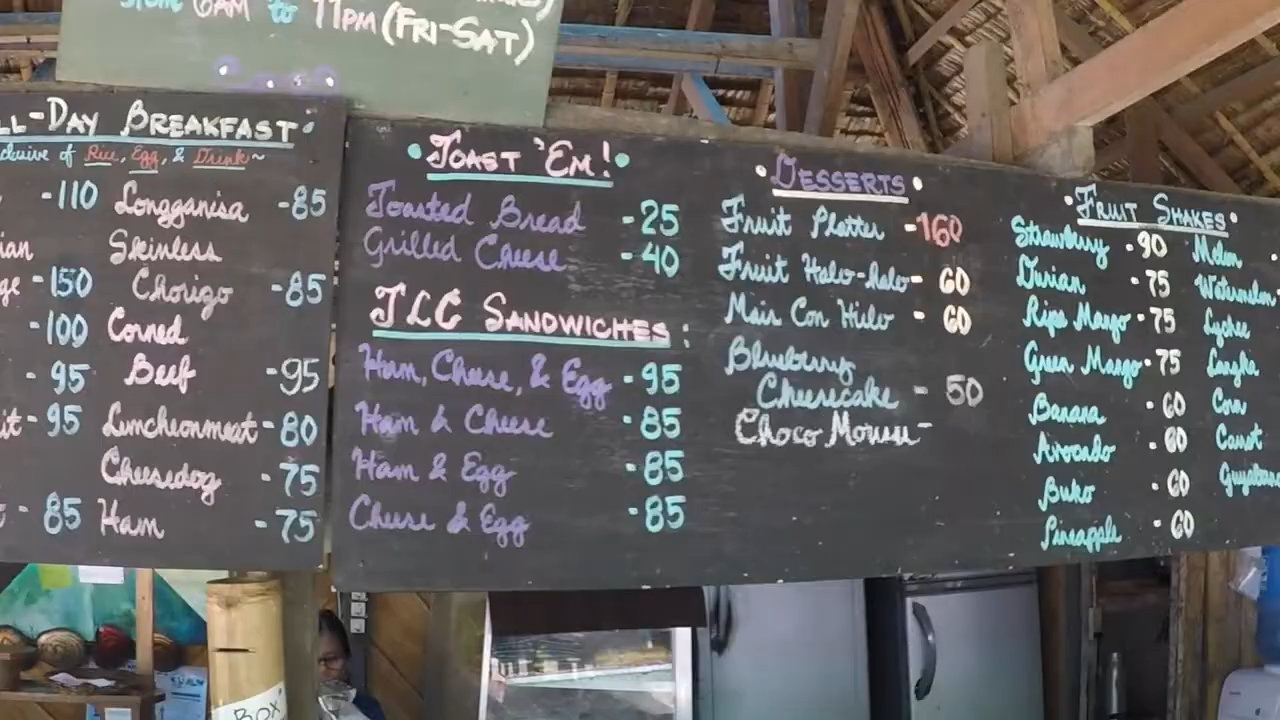 from 6AM to 11PM (FRI-SAT)
LL-DAY BREAKFAST
clusive of Rice, Egg, & Drink~
-110
-150
-100
- 95
- 95
- 85
Longganisa -85
Skinless
Chorizo -85
Corned
Beef -95
Luncheonmeat -80
Cheesedog - 75
Ham - 75
TOAST 'EM!
Toasted Bread - 25
Grilled Cheese - 40
TLC SANDWICHES:
Ham, Cheese, & Egg - 95
Ham & Cheese - 85
Ham & Egg - 85
Cheese & Egg - 85
DESSERTS
Fruit Platter -160
Fruit Halo-halo - 60
Mais Con Hielo - 60
Blueberry
Cheesecake - 50
Choco Mousse -
FRUIT SHAKES
Strawberry - 90
Durian - 75
Ripe Mango - 75
Green Mango - 75
Banana - 60
Avocado - 60
Buko - 60
Pineapple - 60
Melon
Watermelon
Lychee
Langka
Corn
Carrot
Guyabano
BOX